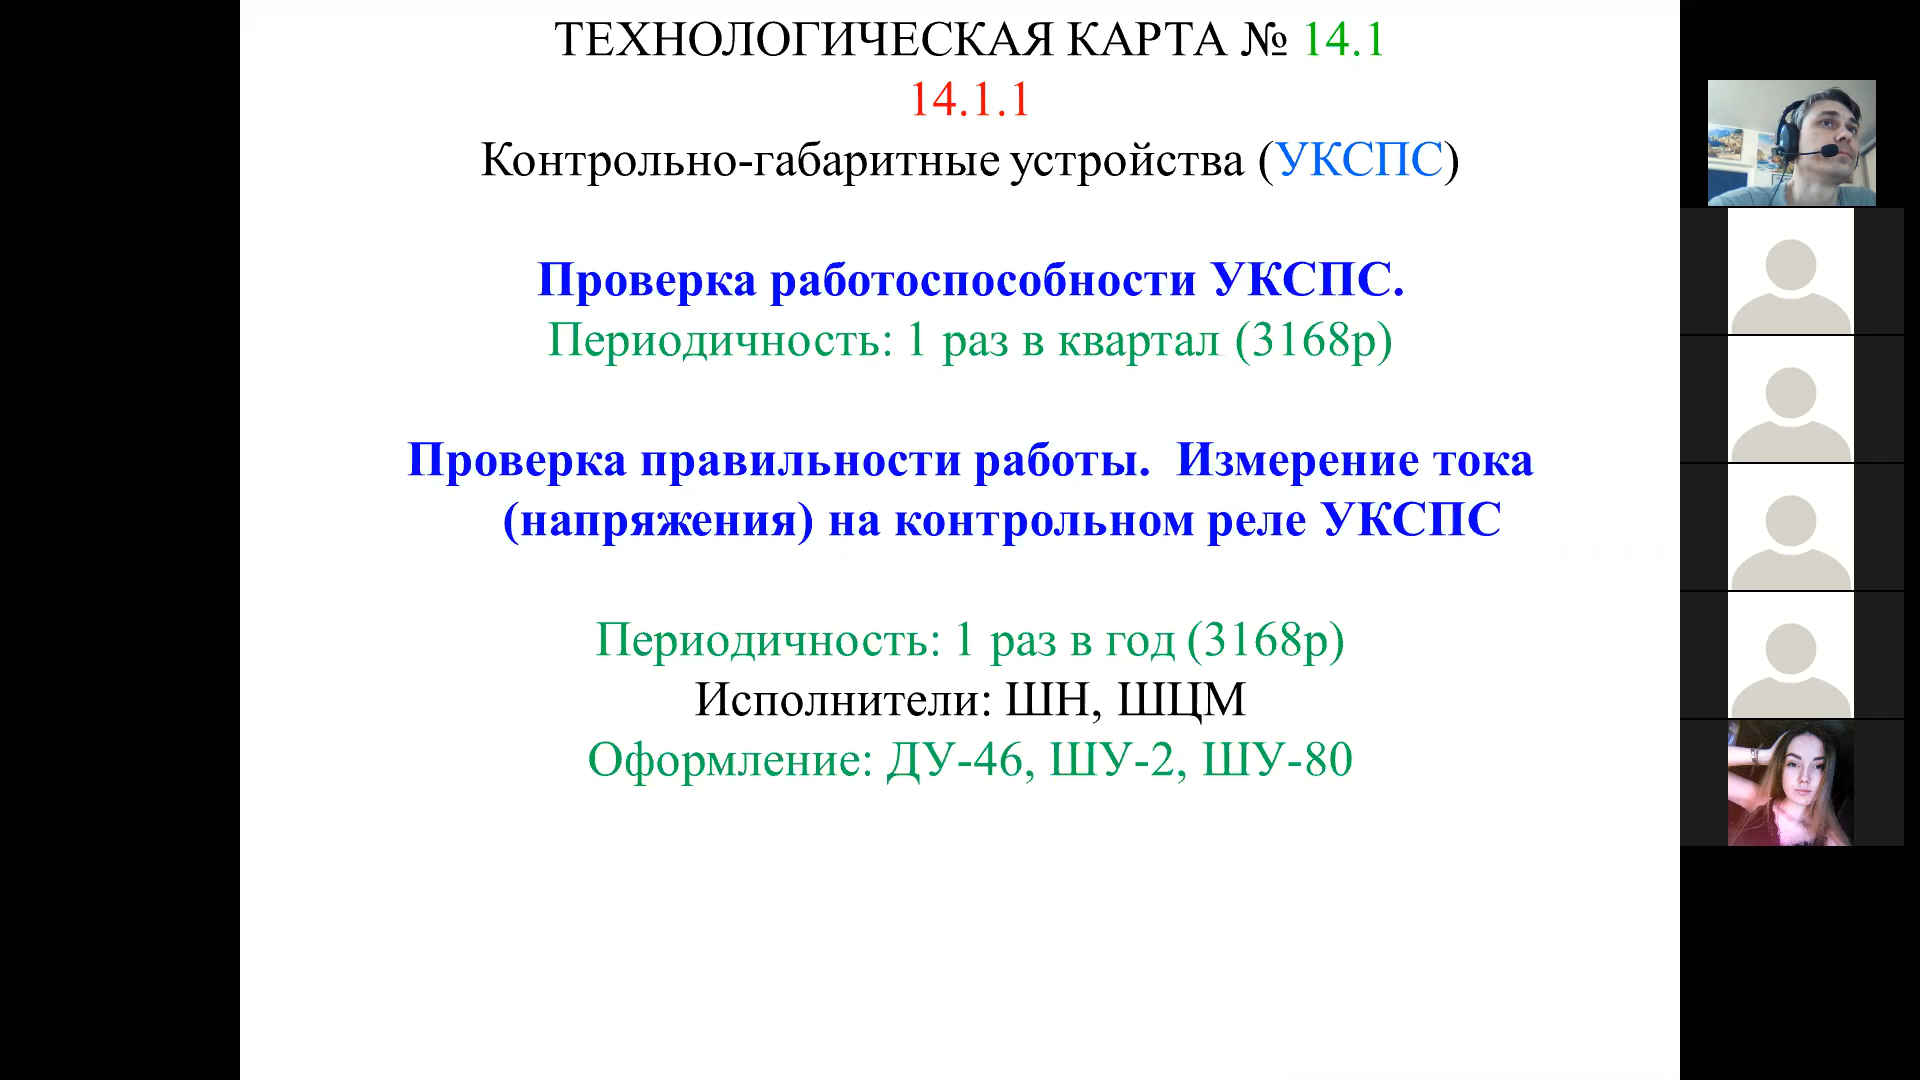 ТЕХНОЛОГИЧЕСКАЯ КАРТА № 14.1
14.1.1
Контрольно-габаритные устройства (УКСПС)
Проверка работоспособности УКСПС.
Периодичность: 1 раз в квартал (3168р)
Проверка правильности работы. Измерение тока
(напряжения) на контрольном реле УКСПС
Периодичность: 1 раз в год (3168р)
Исполнители: ШН, ШЦМ
Оформление: ДУ-46, ШУ-2, ШУ-80